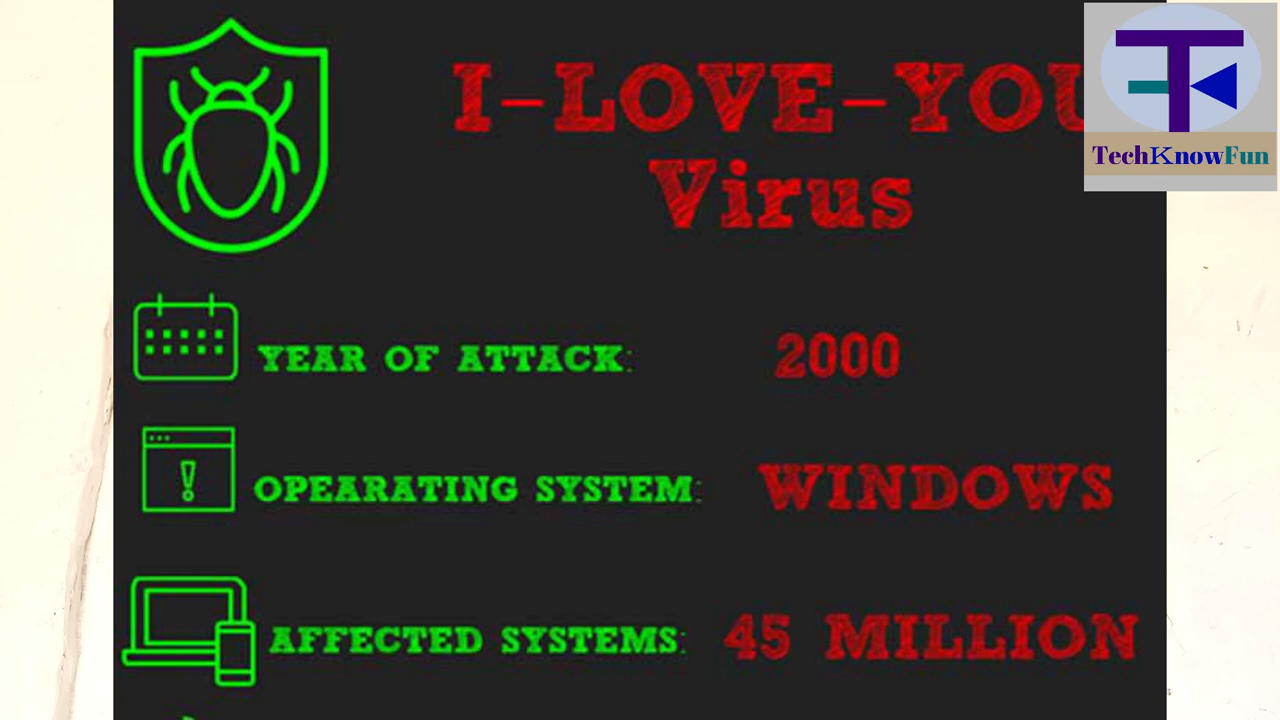 I-LOVE-YOU
Virus
TechKnowFun
YEAR OF ATTACK: 2000
OPEARATING SYSTEM: WINDOWS
AFFECTED SYSTEMS: 45 MILLION